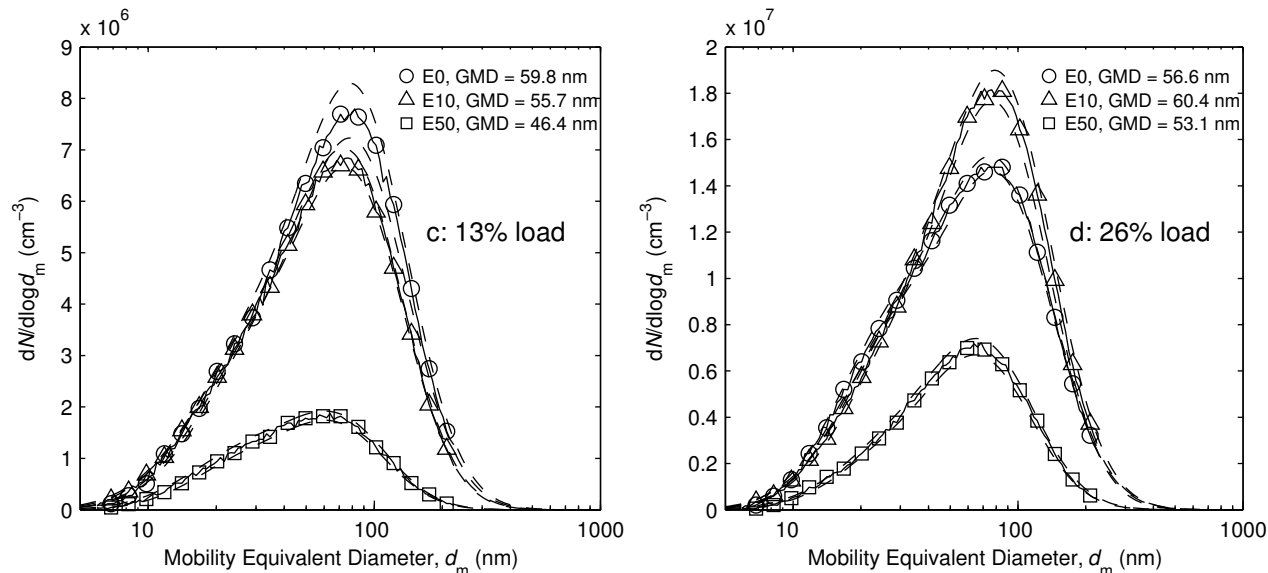 x 10⁶
9
8
7
6
5
4
3
2
1
0
dN/dlogd_m (cm⁻³)
○ E0, GMD = 59.8 nm
△ E10, GMD = 55.7 nm
□ E50, GMD = 46.4 nm
c: 13% load
10 100 1000
Mobility Equivalent Diameter, d_m (nm)
x 10⁷
2
1.8
1.6
1.4
1.2
1
0.8
0.6
0.4
0.2
0
dN/dlogd_m (cm⁻³)
○ E0, GMD = 56.6 nm
△ E10, GMD = 60.4 nm
□ E50, GMD = 53.1 nm
d: 26% load
10 100 1000
Mobility Equivalent Diameter, d_m (nm)